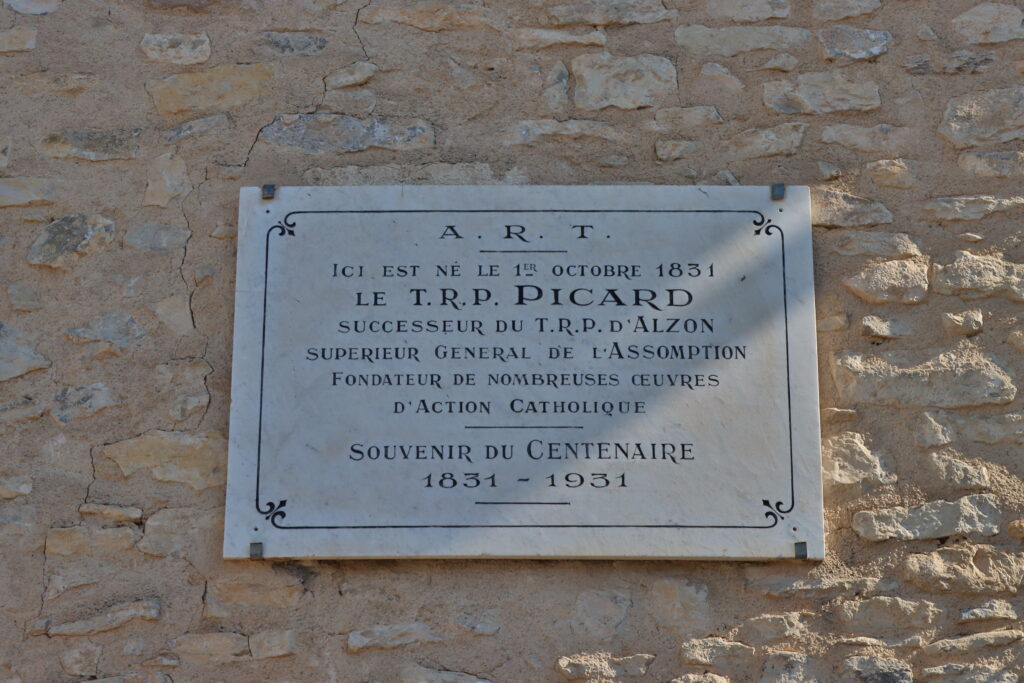 A. R. T.
ICI EST NÉ LE 1ER OCTOBRE 1831
LE T.R.P. PICARD
SUCCESSEUR DU T.R.P. D'ALZON
SUPERIEUR GENERAL DE L'ASSOMPTION
FONDATEUR DE NOMBREUSES ŒUVRES
D'ACTION CATHOLIQUE
SOUVENIR DU CENTENAIRE
1831 - 1931